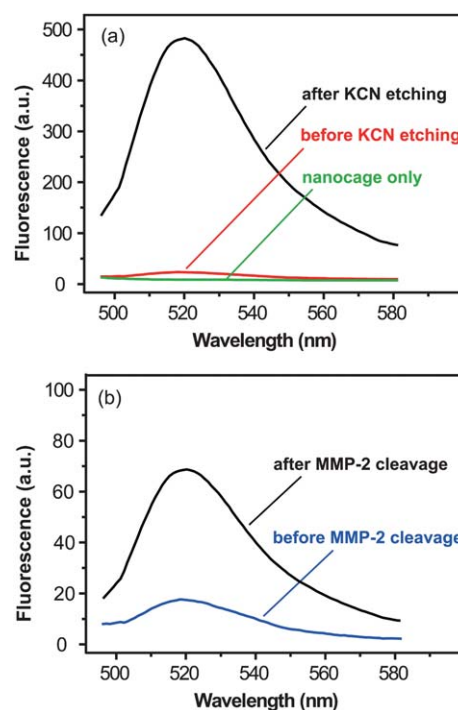 (a)
Fluorescence (a.u.)
500
400
300
200
100
0
after KCN etching
before KCN etching
nanocage only
500 520 540 560 580
Wavelength (nm)
(b)
Fluorescence (a.u.)
100
80
60
40
20
0
after MMP-2 cleavage
before MMP-2 cleavage
500 520 540 560 580
Wavelength (nm)